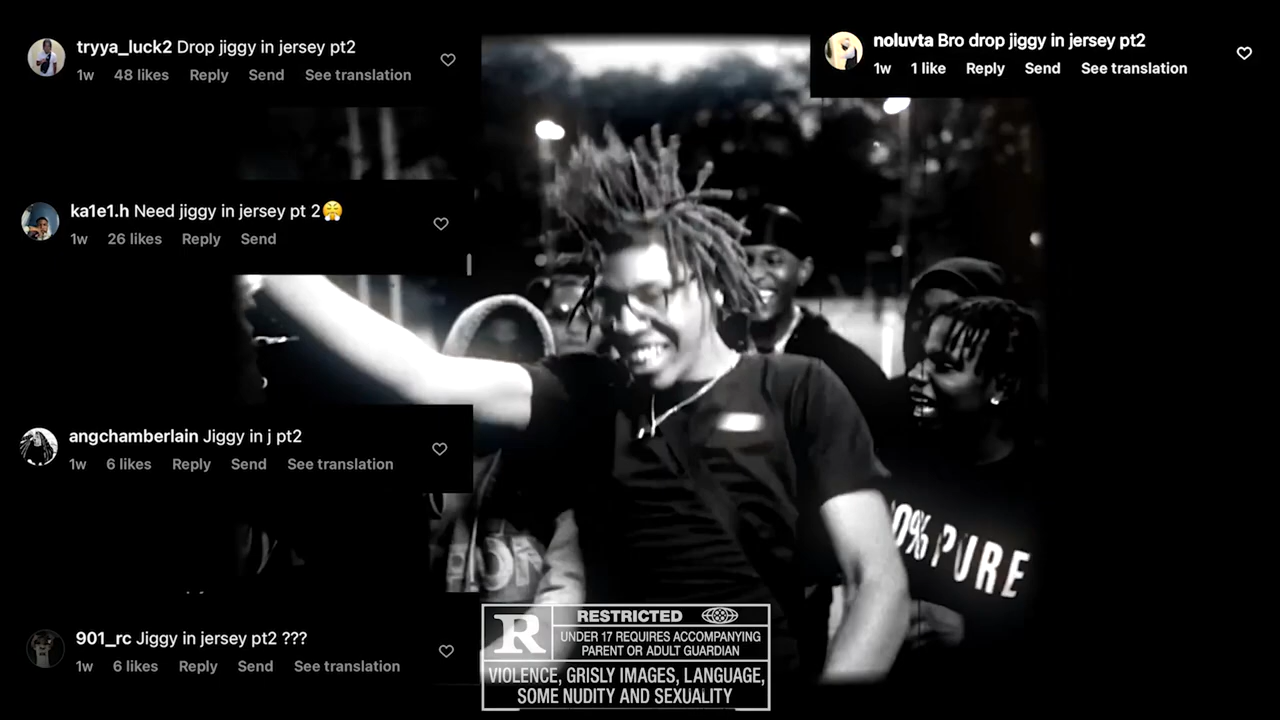 tryya_luck2 Drop jiggy in jersey pt2
1w 48 likes Reply Send See translation
noluvta Bro drop jiggy in jersey pt2
1w 1 like Reply Send See translation
ka1e1.h Need jiggy in jersey pt 2😤
1w 26 likes Reply Send
angchamberlain Jiggy in j pt2
1w 6 likes Reply Send See translation
0% PURE
901_rc Jiggy in jersey pt2 ???
1w 6 likes Reply Send See translation
R
RESTRICTED
UNDER 17 REQUIRES ACCOMPANYING
PARENT OR ADULT GUARDIAN
VIOLENCE, GRISLY IMAGES, LANGUAGE,
SOME NUDITY AND SEXUALITY